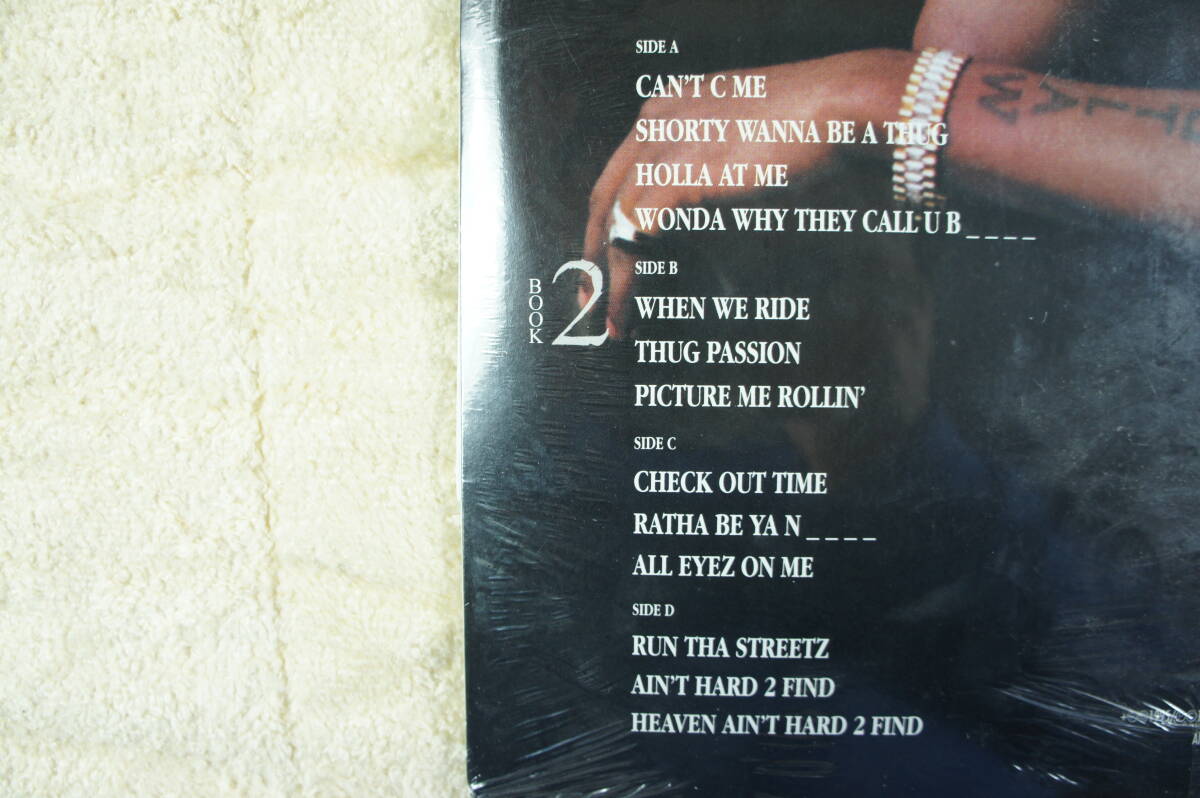 SIDE A
CAN'T C ME
SHORTY WANNA BE A THUG
HOLLA AT ME
WONDA WHY THEY CALL U B_ _ _ _
SIDE B
WHEN WE RIDE
THUG PASSION
PICTURE ME ROLLIN'
BOOK 2
SIDE C
CHECK OUT TIME
RATHA BE YA N_ _ _ _
ALL EYEZ ON ME
SIDE D
RUN THA STREETZ
AIN'T HARD 2 FIND
HEAVEN AIN'T HARD 2 FIND